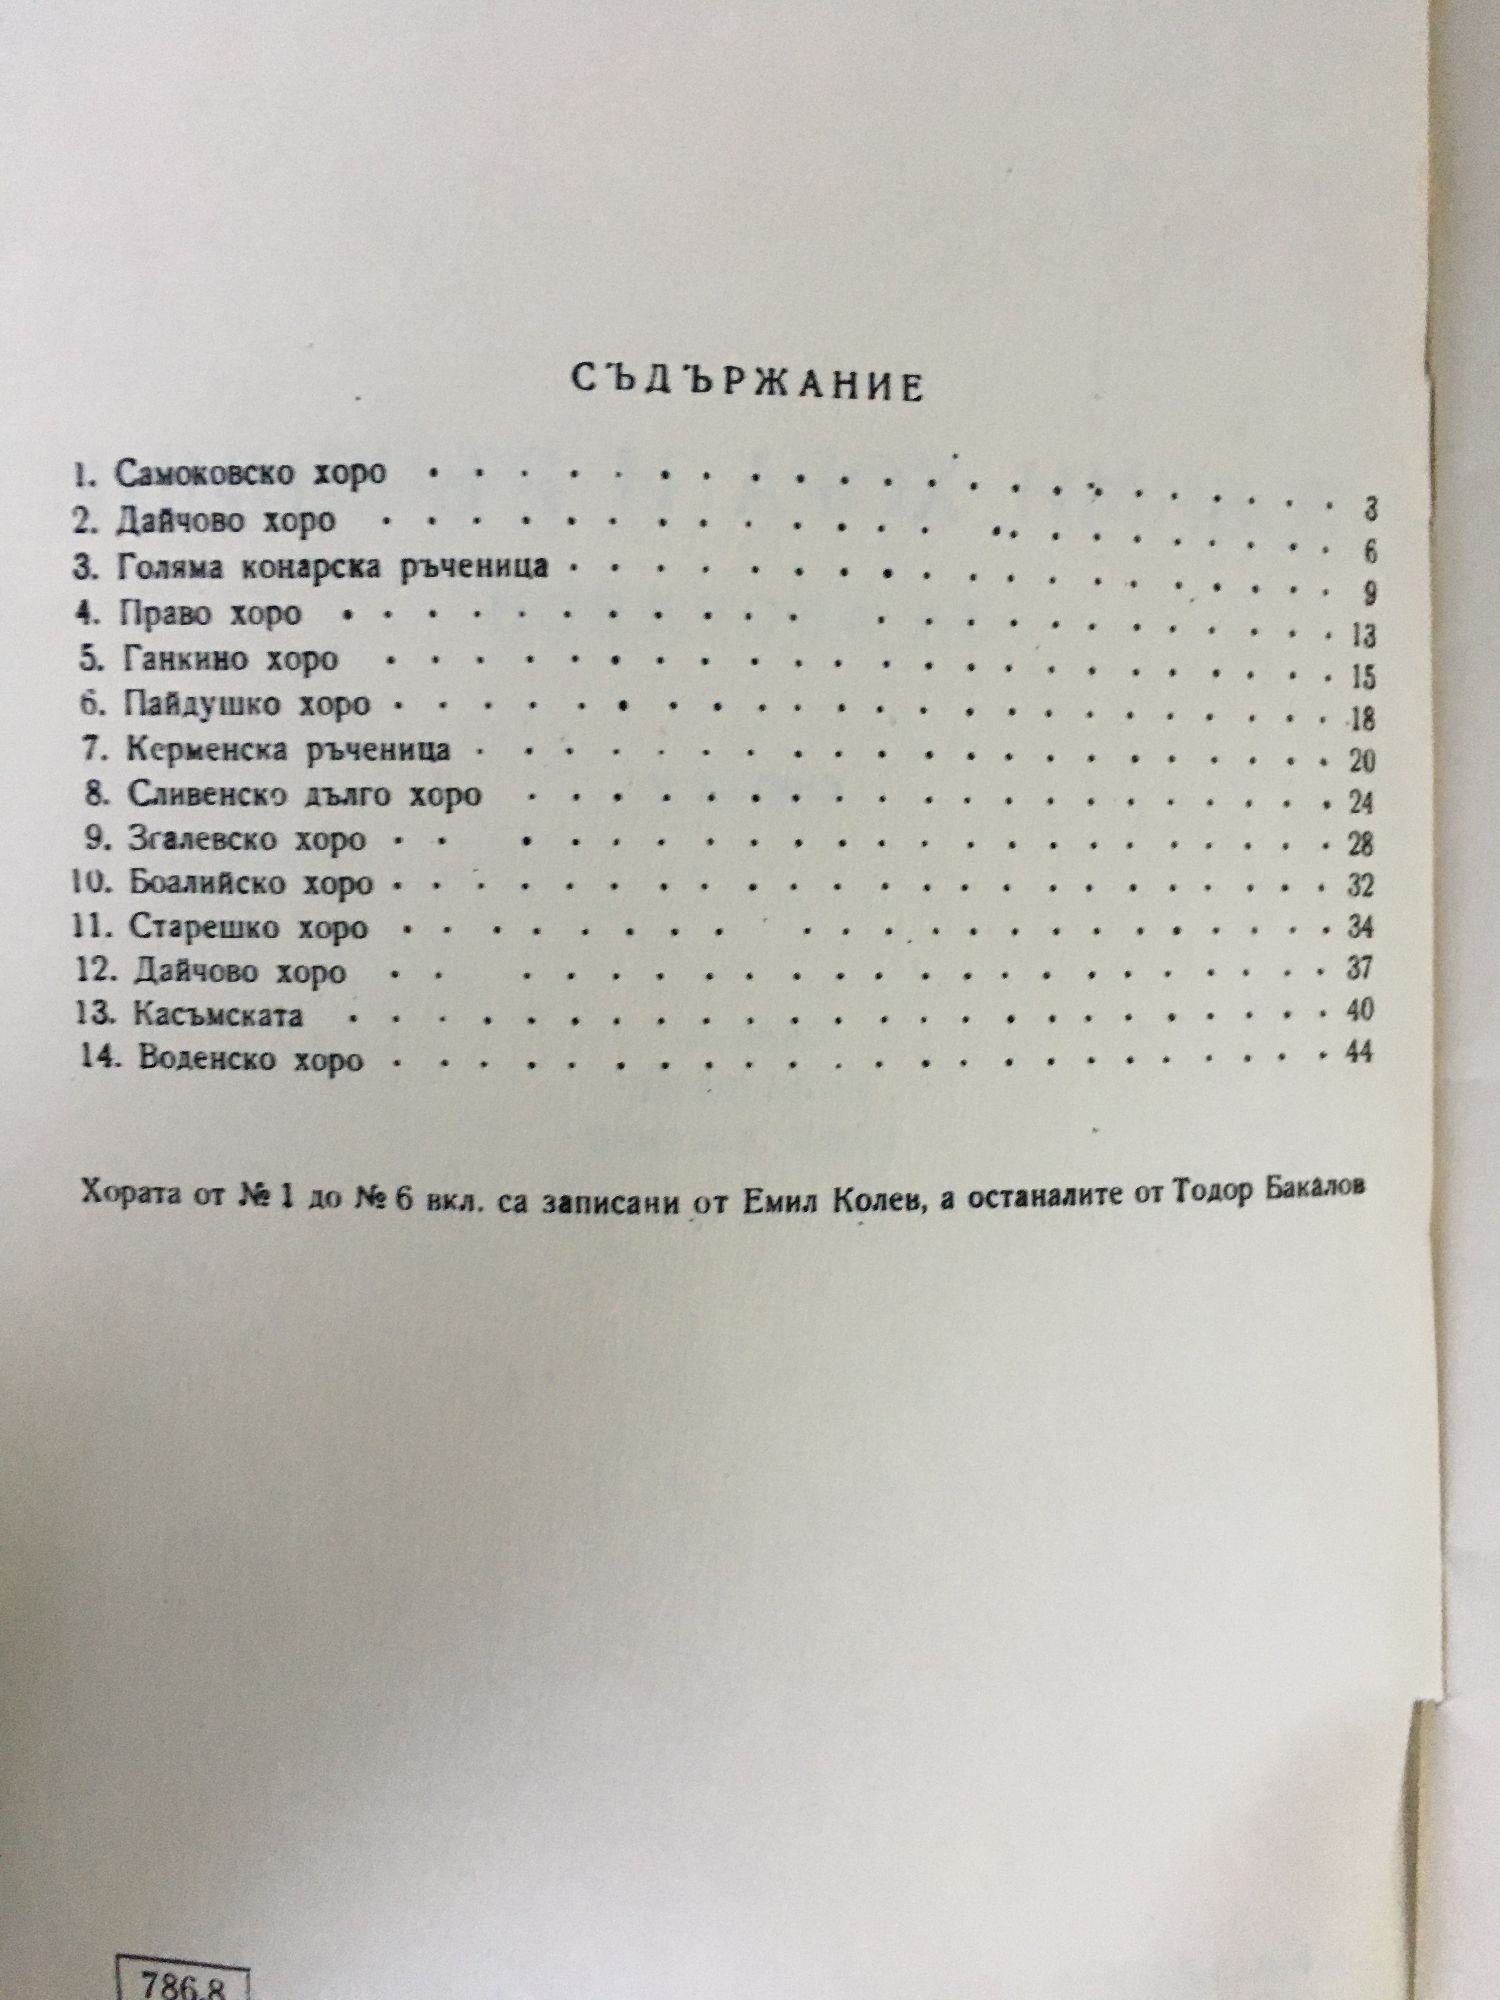 СЪДЪРЖАНИЕ
1. Самоковско хоро . . . . . . . . . . . . . . . . . . . . . 3
2. Дайчово хоро . . . . . . . . . . . . . . . . . . . . . 6
3. Голяма конарска ръченица . . . . . . . . . . . . . . . . . . 9
4. Право хоро . . . . . . . . . . . . . . . . . . . . . 13
5. Ганкино хоро . . . . . . . . . . . . . . . . . . . . . 15
6. Пайдушко хоро . . . . . . . . . . . . . . . . . . . . . 18
7. Керменска ръченица . . . . . . . . . . . . . . . . . . . . 20
8. Сливенско дълго хоро . . . . . . . . . . . . . . . . . . . 24
9. Згалевско хоро . . . . . . . . . . . . . . . . . . . . . 28
10. Боалийско хоро . . . . . . . . . . . . . . . . . . . . . 32
11. Старешко хоро . . . . . . . . . . . . . . . . . . . . . 34
12. Дайчово хоро . . . . . . . . . . . . . . . . . . . . . 37
13. Касъмската . . . . . . . . . . . . . . . . . . . . . 40
14. Воденско хоро . . . . . . . . . . . . . . . . . . . . . 44
Хората от № 1 до № 6 вкл. са записани от Емил Колев, а останалите от Тодор Бакалов
786.8